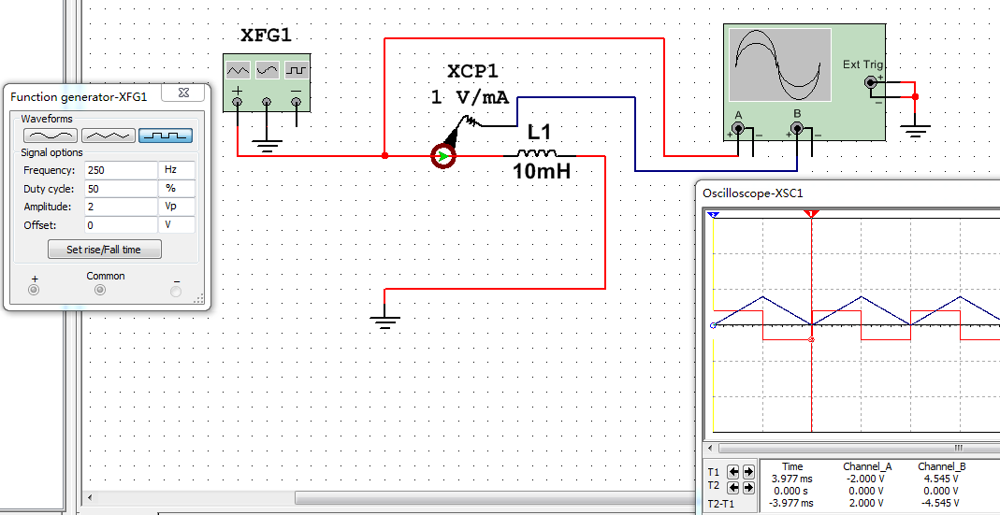 XFG1
XCP1
1 V/mA
L1
10mH
Ext Trig
+
−
A
B
+
−
+
−
+
−
Function generator-XFG1
Waveforms
Signal options
Frequency: 250 Hz
Duty cycle: 50 %
Amplitude: 2 Vp
Offset: 0 V
Set rise/Fall time
+
Common
−
Oscilloscope-XSC1
2
1
Time Channel_A Channel_B
T1 3.977 ms -2.000 V 4.545 V
T2 0.000 s 0.000 V 0.000 V
T2-T1 -3.977 ms 2.000 V -4.545 V